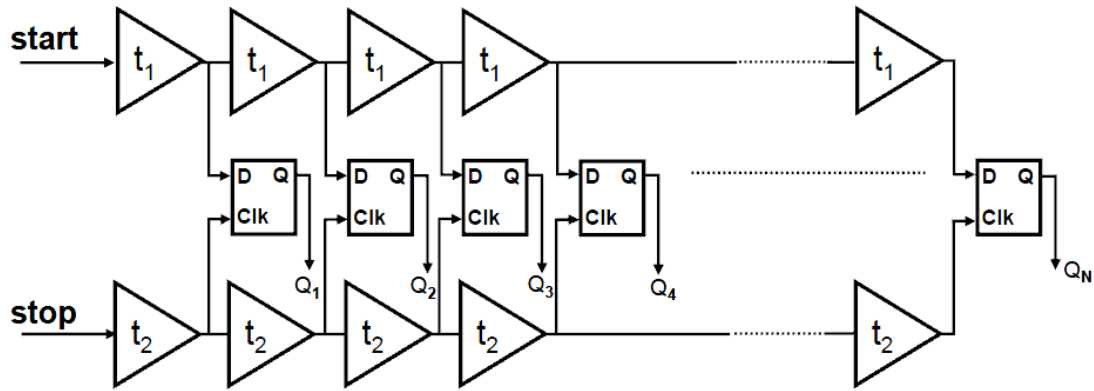 start
t₁ t₁ t₁ t₁ t₁
D Q D Q D Q D Q D Q
Clk Clk Clk Clk Clk
Q₁ Q₂ Q₃ Q₄ Q_N
stop
t₂ t₂ t₂ t₂ t₂